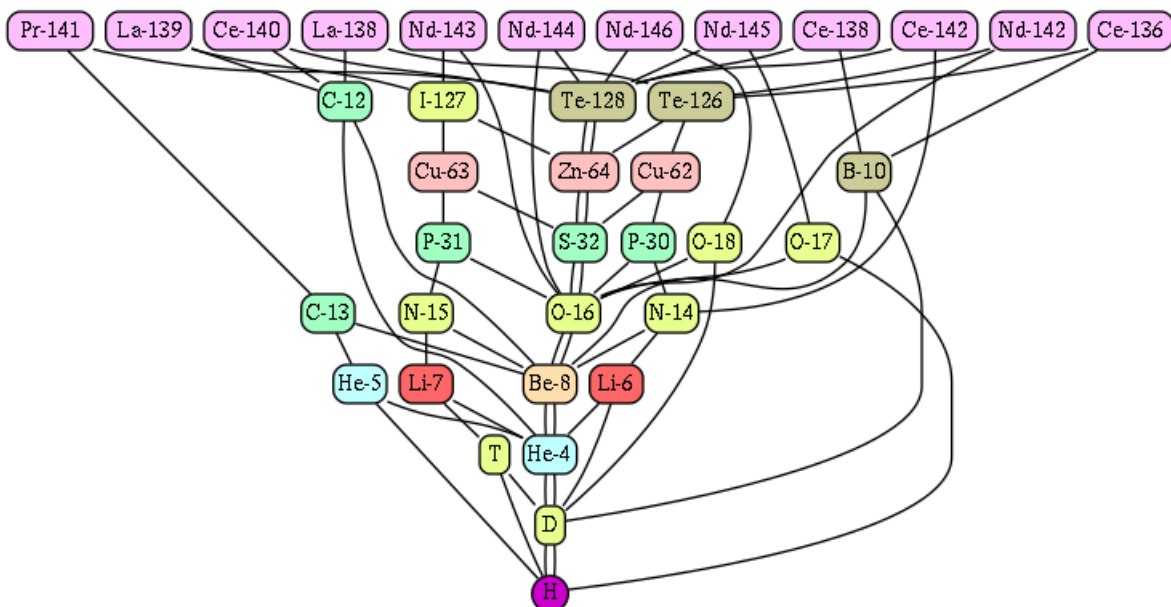 Pr-141 La-139 Ce-140 La-138 Nd-143 Nd-144 Nd-146 Nd-145 Ce-138 Ce-142 Nd-142 Ce-136
C-12 I-127 Te-128 Te-126
Cu-63 Zn-64 Cu-62 B-10
P-31 S-32 P-30 O-18 O-17
C-13 N-15 O-16 N-14
He-5 Li-7 Be-8 Li-6
T He-4
D
H